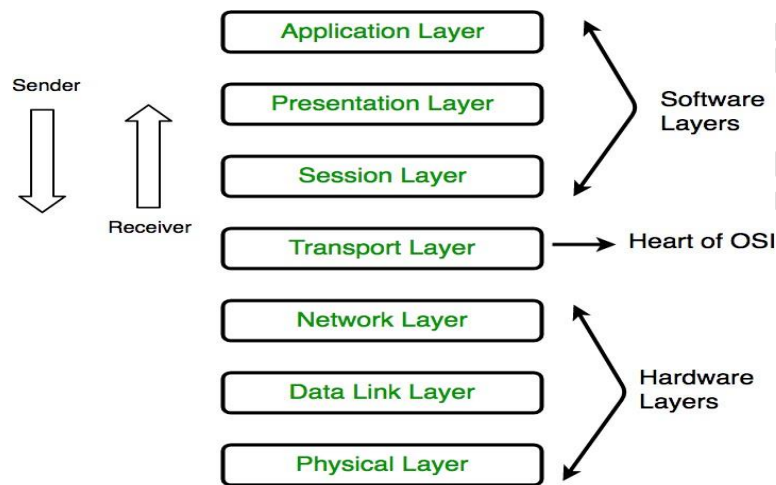 Application Layer
Sender
Presentation Layer
Software
Layers
Session Layer
Receiver
Transport Layer
Heart of OSI
Network Layer
Hardware
Layers
Data Link Layer
Physical Layer